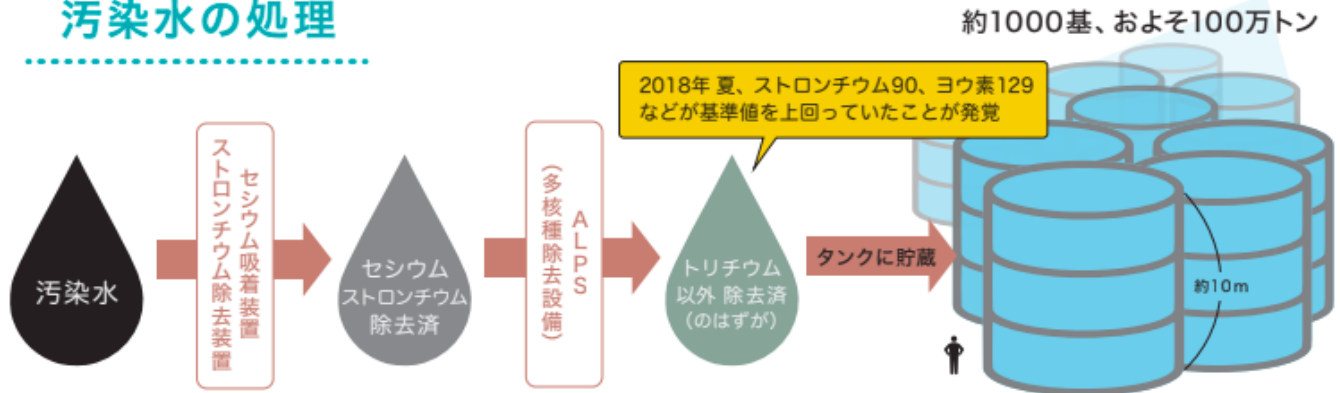 汚染水の処理
約1000基、およそ100万トン
2018年 夏、ストロンチウム90、ヨウ素129
などが基準値を上回っていたことが発覚
汚染水
セシウム吸着装置
ストロンチウム除去装置
セシウム
ストロンチウム
除去済
ALPS
（多核種除去設備）
トリチウム
以外 除去済
（のはずが）
タンクに貯蔵
約10m